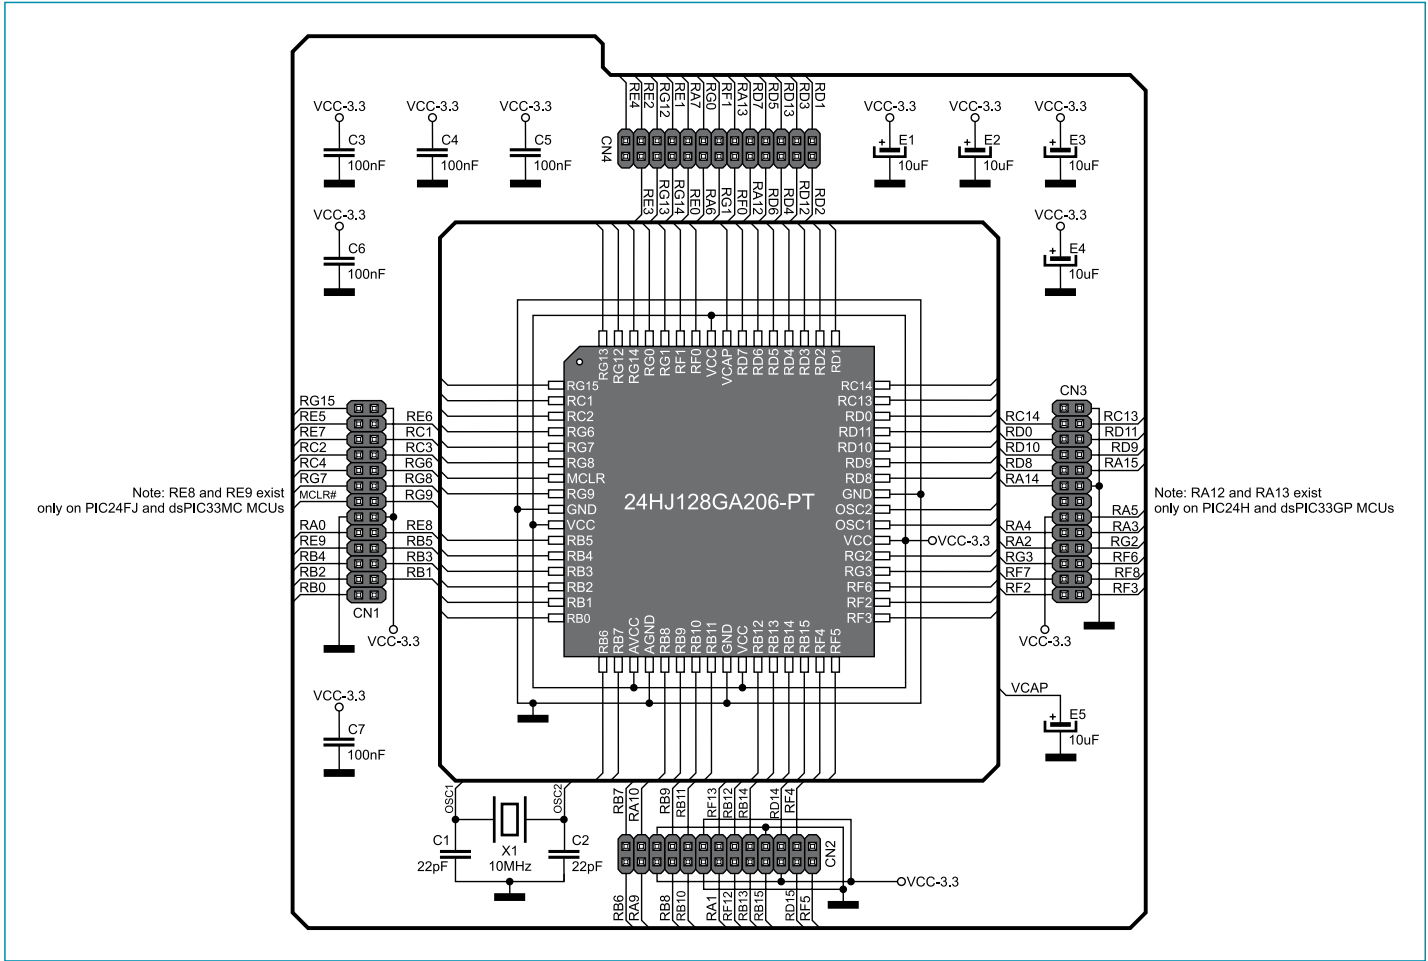 RE4
RE2
RG12
RE1
RA7
RG0
RF1
RA13
RD7
RD5
RD13
RD3
RD1
CN4
RE3
RG13
RG14
RE0
RA6
RG1
RF0
RA12
RD6
RD4
RD12
RD2
VCC-3.3
C3
100nF
VCC-3.3
C4
100nF
VCC-3.3
C5
100nF
VCC-3.3
E1
10uF
VCC-3.3
E2
10uF
VCC-3.3
E3
10uF
VCC-3.3
C6
100nF
VCC-3.3
E4
10uF
RG13
RG12
RG14
RG0
RG1
RF1
RF0
VCC
VCAP
RD7
RD6
RD5
RD4
RD3
RD2
RD1
RG15
RC1
RC2
RG6
RG7
RG8
MCLR
RG9
GND
VCC
RB5
RB4
RB3
RB2
RB1
RB0
24HJ128GA206-PT
RC14
RC13
RD0
RD11
RD10
RD9
RD8
GND
OSC2
OSC1
VCC
RG2
RG3
RF6
RF2
RF3
VCC-3.3
RB6
RB7
AVCC
AGND
RB8
RB9
RB10
RB11
GND
VCC
RB12
RB13
RB14
RB15
RF4
RF5
RG15
RE5
RE7
RC2
RC4
RG7
MCLR#
RA0
RE9
RB4
RB2
RB0
RE6
RC1
RC3
RG6
RG8
RG9
RE8
RB5
RB3
RB1
CN1
VCC-3.3
Note: RE8 and RE9 exist
only on PIC24FJ and dsPIC33MC MCUs
CN3
RC14
RD0
RD10
RD8
RA14
RA4
RA2
RG3
RF7
RF2
RC13
RD11
RD9
RA15
RA5
RA3
RG2
RF6
RF8
RF3
VCC-3.3
Note: RA12 and RA13 exist
only on PIC24H and dsPIC33GP MCUs
VCC-3.3
C7
100nF
VCAP
E5
10uF
OSC1
OSC2
C1
22pF
X1
10MHz
C2
22pF
RB7
RA10
RB9
RB11
RF13
RB12
RB14
RD14
RF4
CN2
VCC-3.3
RB6
RA9
RB8
RB10
RA1
RF12
RB13
RB15
RD15
RF5